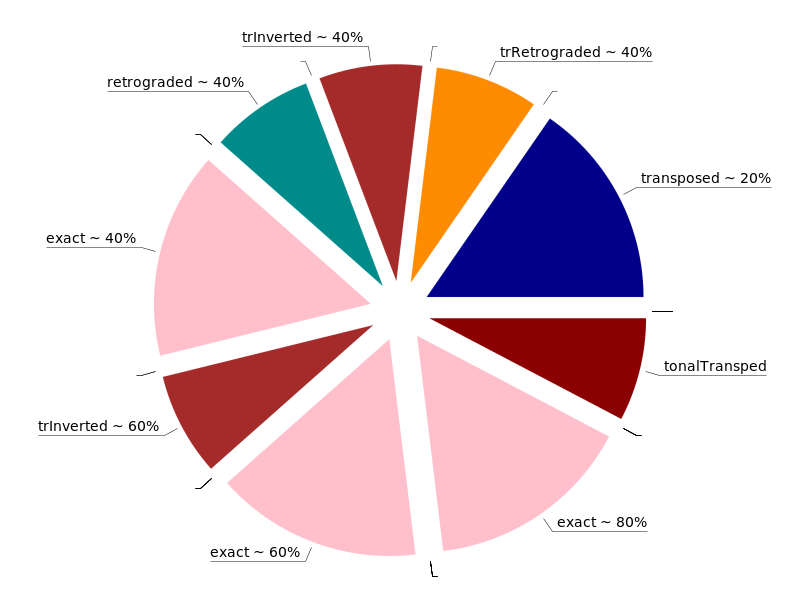 trInverted ~ 40%
trRetrograded ~ 40%
retrograded ~ 40%
transposed ~ 20%
exact ~ 40%
tonalTransped
trInverted ~ 60%
exact ~ 80%
exact ~ 60%